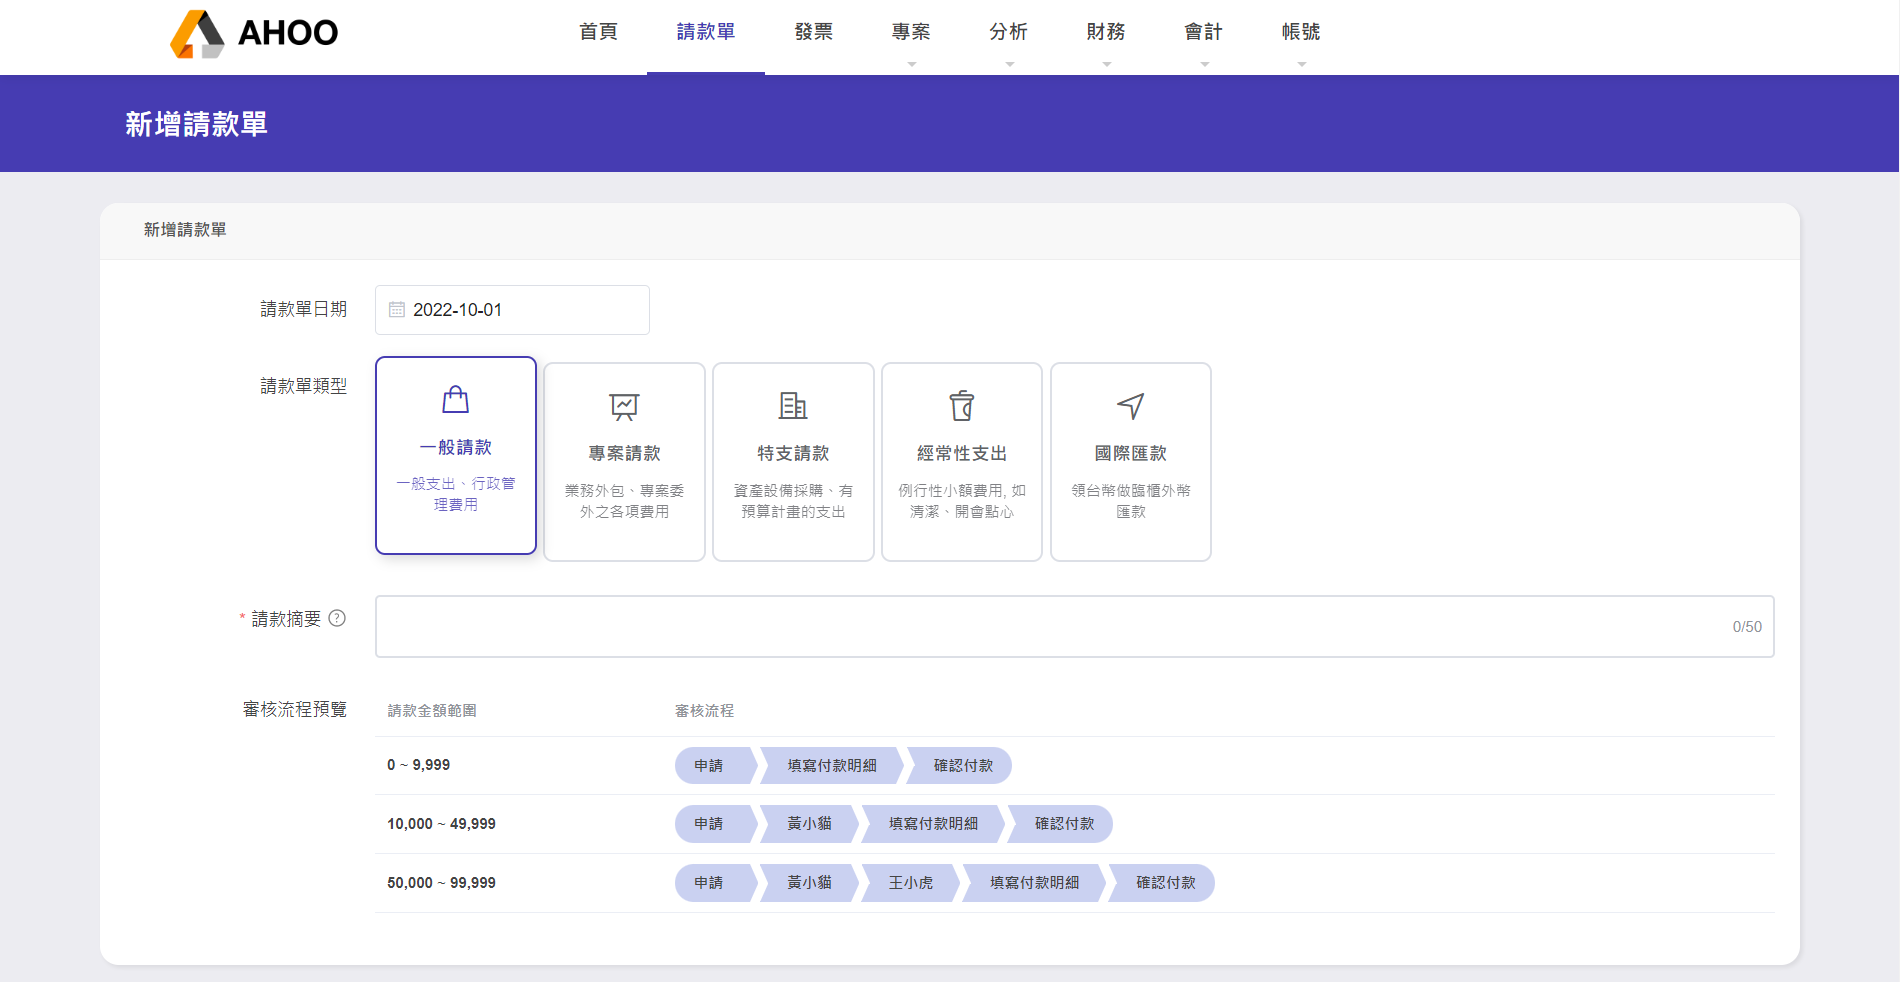 AHOO
首頁 請款單 發票 專案 分析 財務 會計 帳號
新增請款單
新增請款單
請款單日期
2022-10-01
請款單類型
一般請款
一般支出、行政管
理費用
專案請款
業務外包、專案委
外之各項費用
特支請款
資產設備採購、有
預算計畫的支出
經常性支出
例行性小額費用, 如
清潔、開會點心
國際匯款
領台幣做臨櫃外幣
匯款
* 請款摘要 ?
0/50
審核流程預覽
請款金額範圍 審核流程
0 ~ 9,999 申請 填寫付款明細 確認付款
10,000 ~ 49,999 申請 黃小貓 填寫付款明細 確認付款
50,000 ~ 99,999 申請 黃小貓 王小虎 填寫付款明細 確認付款